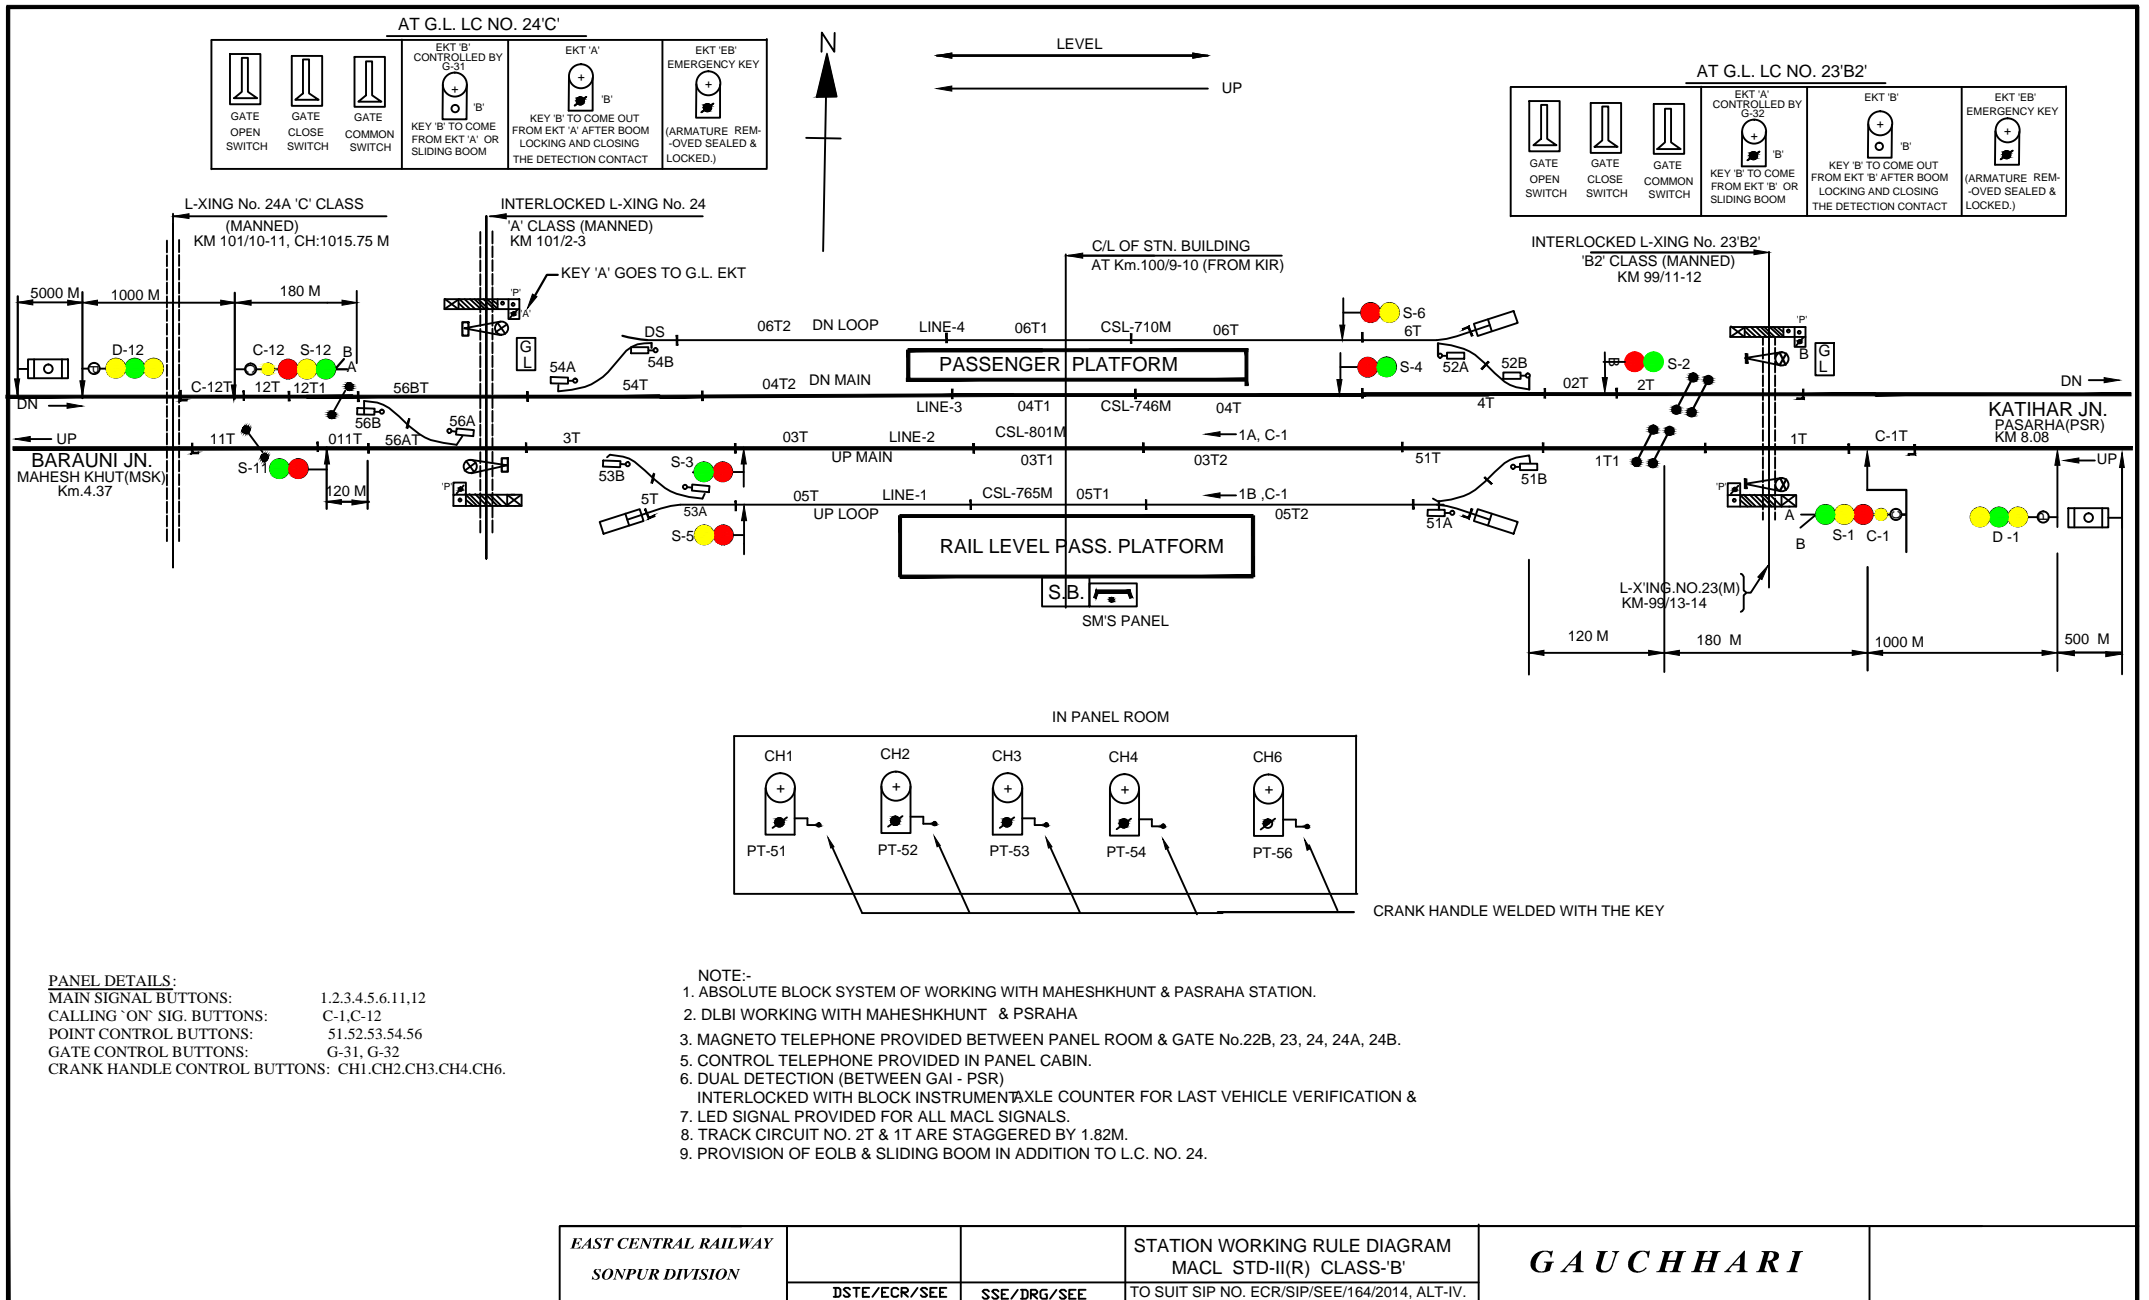 AT G.L. LC NO. 24'C'
GATE
OPEN
SWITCH
GATE
CLOSE
SWITCH
GATE
COMMON
SWITCH
EKT 'B'
CONTROLLED BY
G-31
'B'
KEY 'B' TO COME
FROM EKT 'A' OR
SLIDING BOOM
EKT 'A'
'B'
KEY 'B' TO COME OUT
FROM EKT 'A' AFTER BOOM
LOCKING AND CLOSING
THE DETECTION CONTACT
EKT 'EB'
EMERGENCY KEY
(ARMATURE REM-
-OVED SEALED &
LOCKED.)
N
LEVEL
UP
AT G.L. LC NO. 23'B2'
GATE
OPEN
SWITCH
GATE
CLOSE
SWITCH
GATE
COMMON
SWITCH
EKT 'A'
CONTROLLED BY
G-32
'B'
KEY 'B' TO COME
FROM EKT 'B' OR
SLIDING BOOM
EKT 'B'
'B'
KEY 'B' TO COME OUT
FROM EKT 'B' AFTER BOOM
LOCKING AND CLOSING
THE DETECTION CONTACT
EKT 'EB'
EMERGENCY KEY
(ARMATURE REM-
-OVED SEALED &
LOCKED.)
L-XING No. 24A 'C' CLASS
(MANNED)
KM 101/10-11, CH:1015.75 M
INTERLOCKED L-XING No. 24
'A' CLASS (MANNED)
KM 101/2-3
KEY 'A' GOES TO G.L. EKT
C/L OF STN. BUILDING
AT Km.100/9-10 (FROM KIR)
INTERLOCKED L-XING No. 23'B2'
'B2' CLASS (MANNED)
KM 99/11-12
5000 M
1000 M
180 M
'P'
'A'
G
L
D-12
C-12
S-12
B
A
DS
06T2
DN LOOP
LINE-4
06T1
CSL-710M
06T
6T
S-6
PASSENGER PLATFORM
54A
54B
54T
04T2
DN MAIN
LINE-3
04T1
CSL-746M
04T
S-4
4T
52A
52B
02T
2T
S-2
'P'
B
G
L
C-12T
12T
12T1
56BT
DN
DN
KATIHAR JN.
PASARHA(PSR)
KM 8.08
56B
56A
56AT
UP
11T
011T
S-11
BARAUNI JN.
MAHESH KHUT(MSK)
Km.4.37
120 M
'P'
3T
03T
LINE-2
UP MAIN
CSL-801M
03T1
1A, C-1
03T2
51T
1T1
1T
C-1T
UP
53B
53A
S-3
5T
S-5
05T
LINE-1
UP LOOP
CSL-765M
05T1
1B ,C-1
05T2
51A
51B
'P'
A
B
S-1
C-1
D -1
RAIL LEVEL PASS. PLATFORM
S.B.
SM'S PANEL
L-X'ING.NO.23(M)
KM-99/13-14
120 M
180 M
1000 M
500 M
IN PANEL ROOM
CH1
CH2
CH3
CH4
CH6
PT-51
PT-52
PT-53
PT-54
PT-56
CRANK HANDLE WELDED WITH THE KEY
PANEL DETAILS:
MAIN SIGNAL BUTTONS: 1.2.3.4.5.6.11,12
CALLING `ON` SIG. BUTTONS: C-1,C-12
POINT CONTROL BUTTONS: 51.52.53.54.56
GATE CONTROL BUTTONS: G-31, G-32
CRANK HANDLE CONTROL BUTTONS: CH1.CH2.CH3.CH4.CH6.
NOTE:-
1. ABSOLUTE BLOCK SYSTEM OF WORKING WITH MAHESHKHUNT & PASRAHA STATION.
2. DLBI WORKING WITH MAHESHKHUNT & PSRAHA
3. MAGNETO TELEPHONE PROVIDED BETWEEN PANEL ROOM & GATE No.22B, 23, 24, 24A, 24B.
5. CONTROL TELEPHONE PROVIDED IN PANEL CABIN.
6. DUAL DETECTION (BETWEEN GAI - PSR)
INTERLOCKED WITH BLOCK INSTRUMENT AXLE COUNTER FOR LAST VEHICLE VERIFICATION &
7. LED SIGNAL PROVIDED FOR ALL MACL SIGNALS.
8. TRACK CIRCUIT NO. 2T & 1T ARE STAGGERED BY 1.82M.
9. PROVISION OF EOLB & SLIDING BOOM IN ADDITION TO L.C. NO. 24.
EAST CENTRAL RAILWAY
SONPUR DIVISION
DSTE/ECR/SEE
SSE/DRG/SEE
STATION WORKING RULE DIAGRAM
MACL STD-II(R) CLASS-'B'
TO SUIT SIP NO. ECR/SIP/SEE/164/2014, ALT-IV.
GAUCHHARI